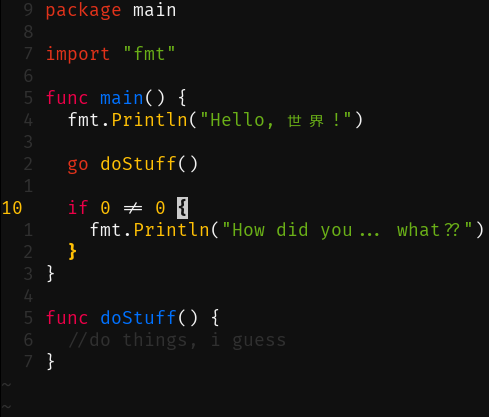 9 package main
8
7 import "fmt"
6
5 func main() {
4   fmt.Println("Hello, 世界!")
3
2   go doStuff()
1
10   if 0 ≠ 0 {
1     fmt.Println("How did you... what??")
2   }
3 }
4
5 func doStuff() {
6   //do things, i guess
7 }
~
~